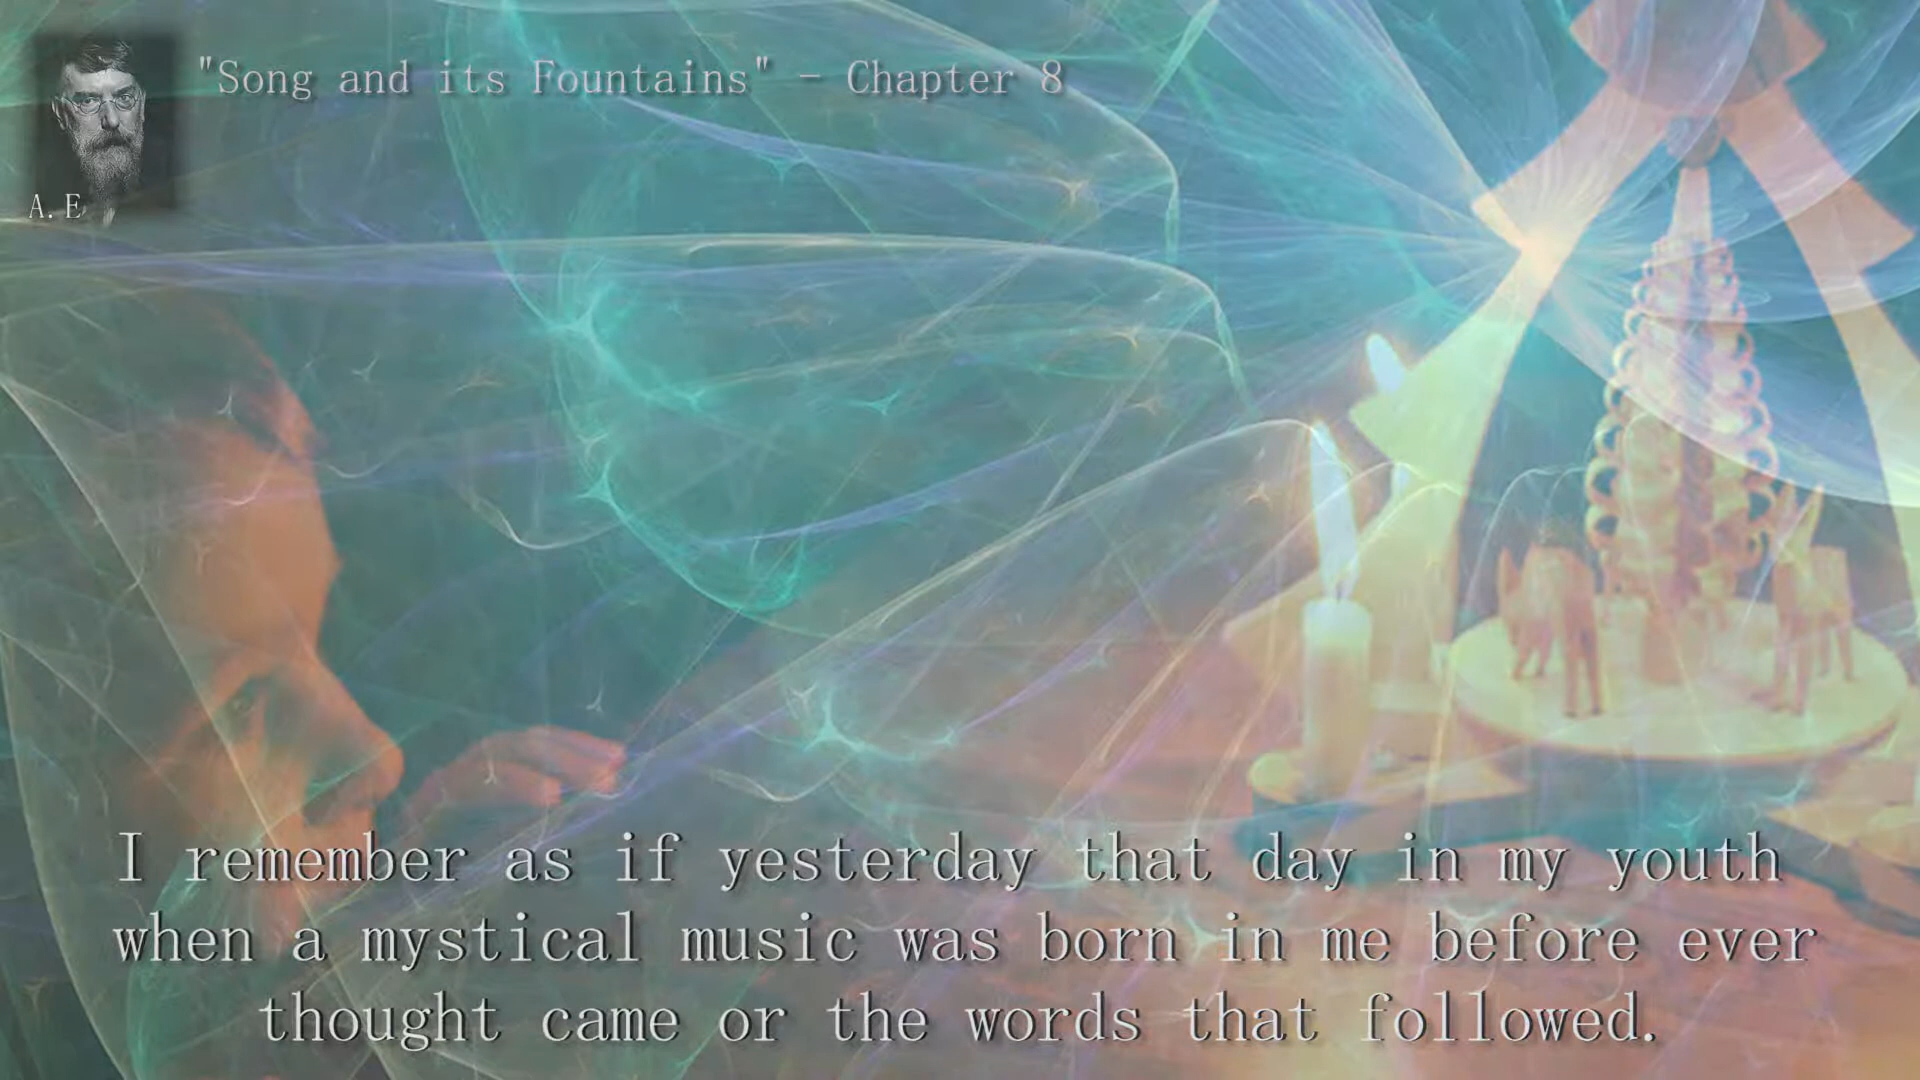 "Song and its Fountains" - Chapter 8
A. E
I remember as if yesterday that day in my youth
when a mystical music was born in me before ever
thought came or the words that followed.